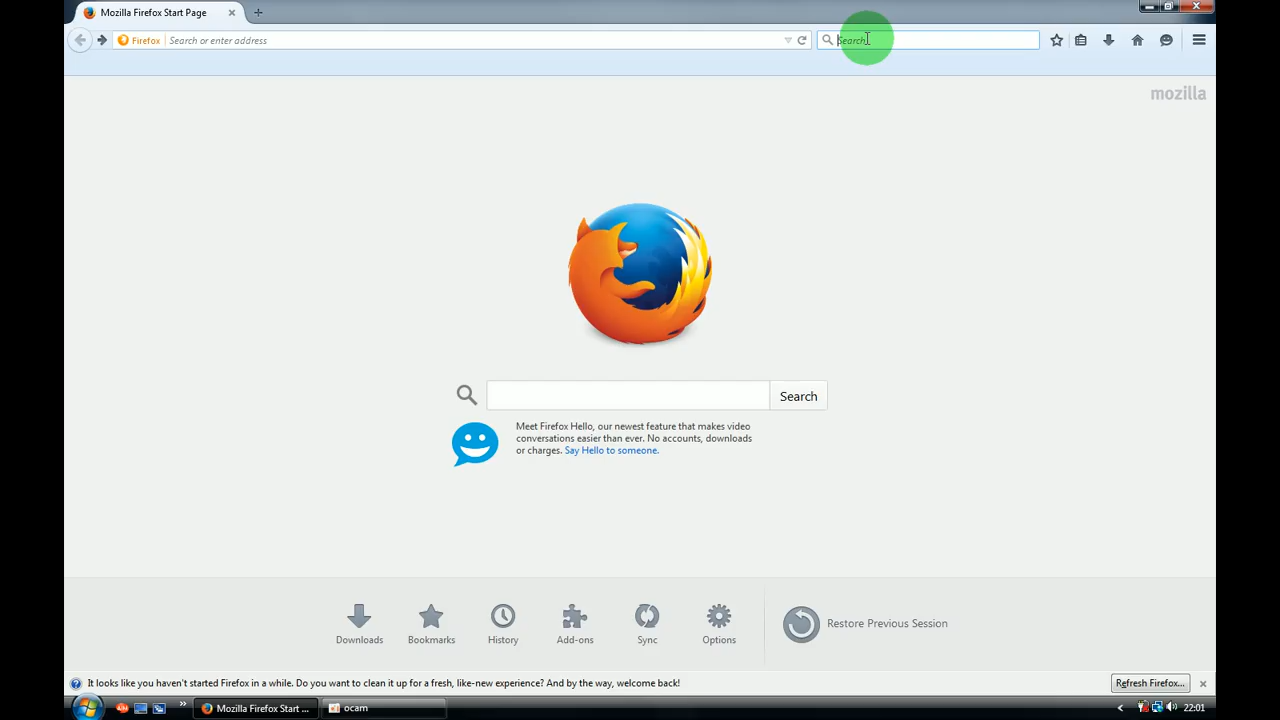 Mozilla Firefox Start Page
Firefox
Search or enter address
Search
mozilla
Search
Meet Firefox Hello, our newest feature that makes video
conversations easier than ever. No accounts, downloads
or charges. Say Hello to someone.
Downloads
Bookmarks
History
Add-ons
Sync
Options
Restore Previous Session
It looks like you haven't started Firefox in a while. Do you want to clean it up for a fresh, like-new experience? And by the way, welcome back!
Refresh Firefox...
Mozilla Firefox Start ...
ocam
22:01